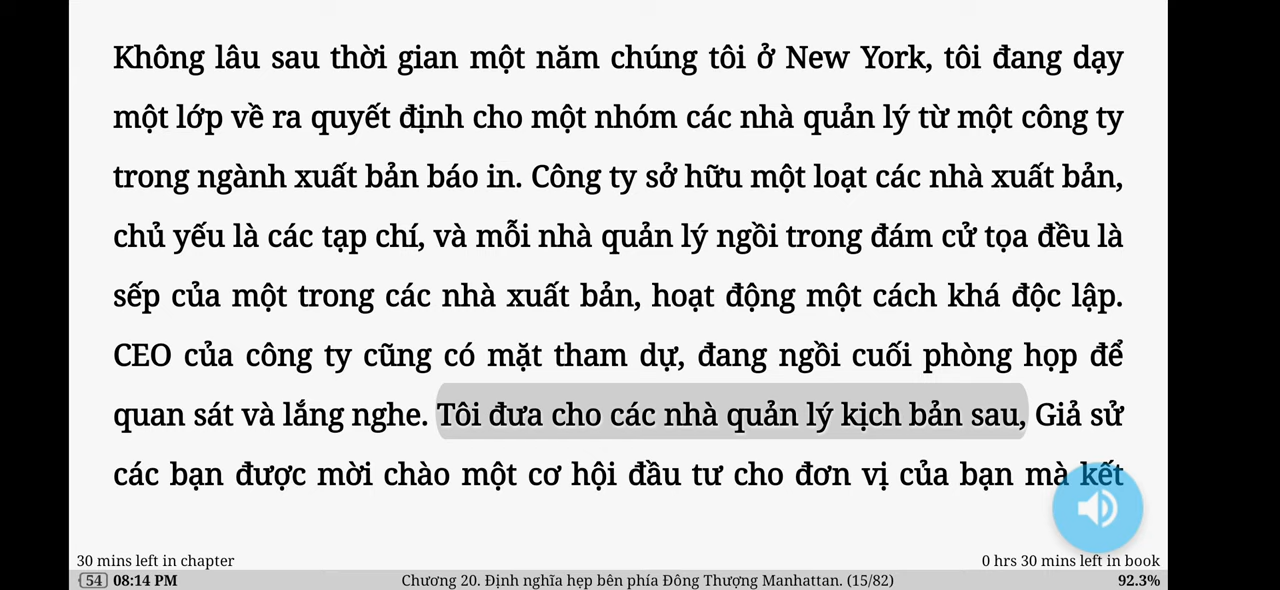 Không lâu sau thời gian một năm chúng tôi ở New York, tôi đang dạy
một lớp về ra quyết định cho một nhóm các nhà quản lý từ một công ty
trong ngành xuất bản báo in. Công ty sở hữu một loạt các nhà xuất bản,
chủ yếu là các tạp chí, và mỗi nhà quản lý ngồi trong đám cử tọa đều là
sếp của một trong các nhà xuất bản, hoạt động một cách khá độc lập.
CEO của công ty cũng có mặt tham dự, đang ngồi cuối phòng họp để
quan sát và lắng nghe. Tôi đưa cho các nhà quản lý kịch bản sau, Giả sử
các bạn được mời chào một cơ hội đầu tư cho đơn vị của bạn mà kết
30 mins left in chapter 0 hrs 30 mins left in book
54 08:14 PM Chương 20. Định nghĩa hẹp bên phía Đông Thượng Manhattan. (15/82) 92.3%